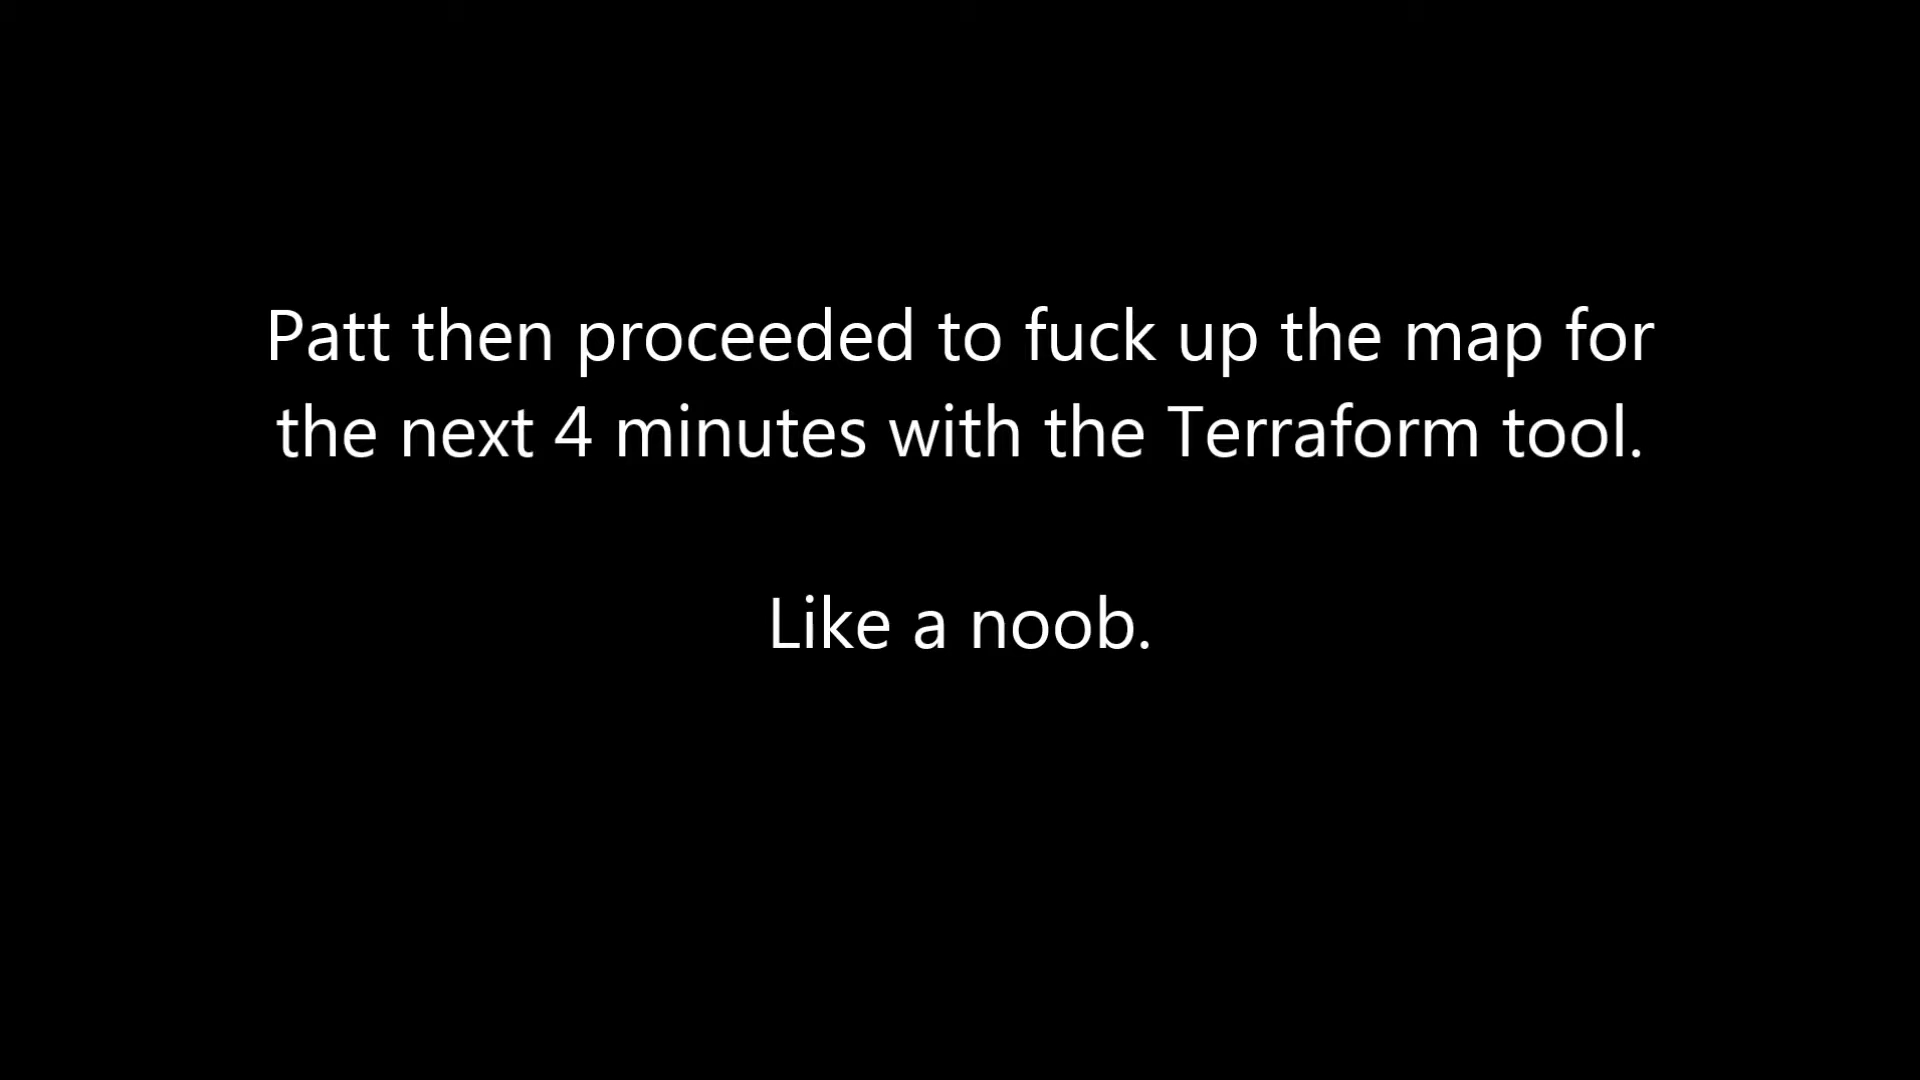 Patt then proceeded to fuck up the map for
the next 4 minutes with the Terraform tool.
Like a noob.